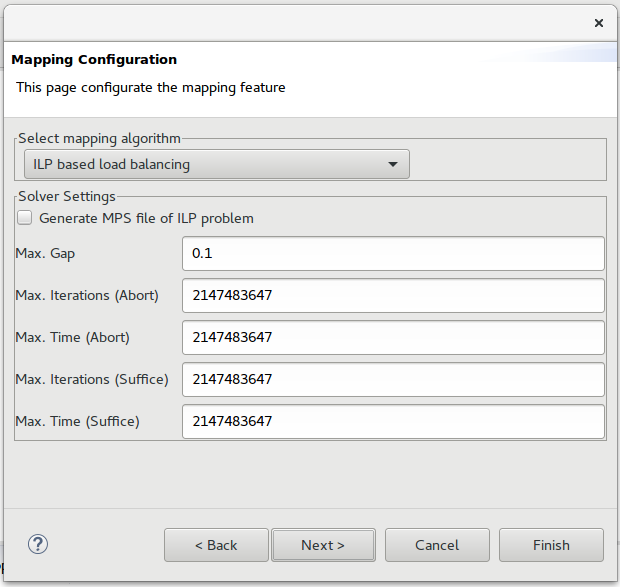 Mapping Configuration
This page configurate the mapping feature
Select mapping algorithm
ILP based load balancing
Solver Settings
Generate MPS file of ILP problem
Max. Gap 0.1
Max. Iterations (Abort) 2147483647
Max. Time (Abort) 2147483647
Max. Iterations (Suffice) 2147483647
Max. Time (Suffice) 2147483647
? < Back Next > Cancel Finish